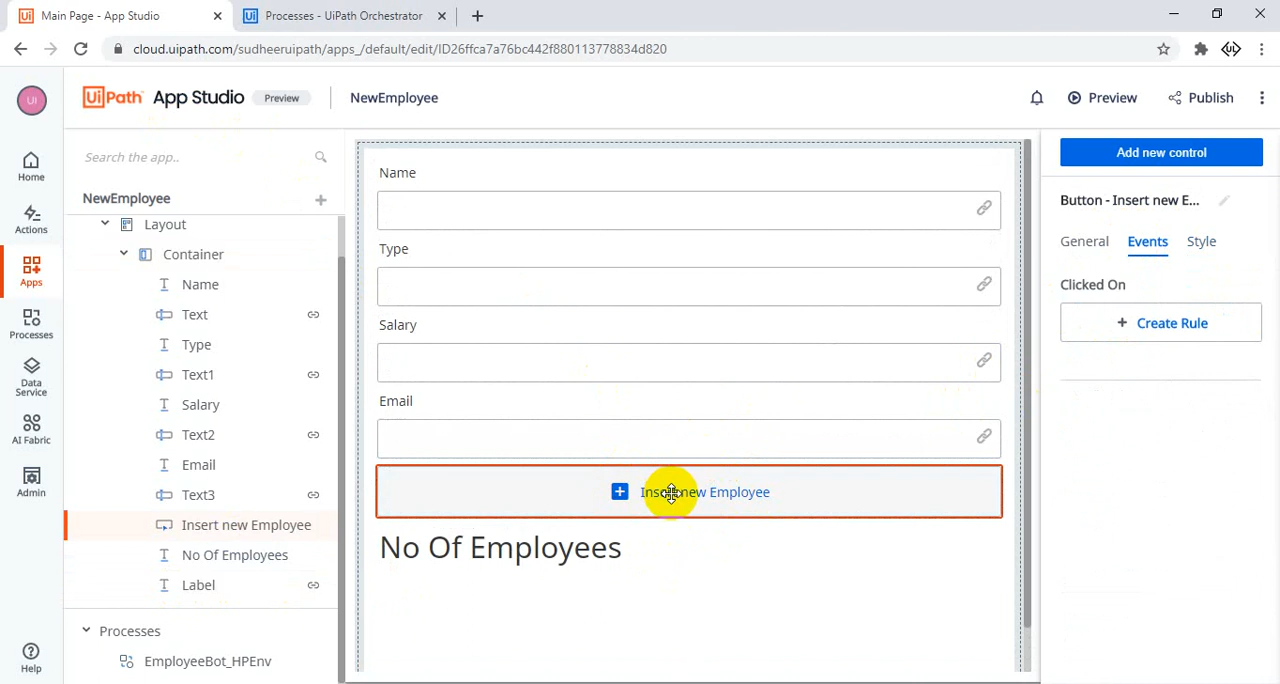 Main Page - App Studio
Processes - UiPath Orchestrator
cloud.uipath.com/sudheeruipath/apps_/default/edit/ID26ffca7a76bc442f880113778834d820
UI
UiPath App Studio Preview NewEmployee Preview Publish
Home
Actions
Apps
Processes
Data Service
AI Fabric
Admin
Help
Search the app..
NewEmployee
Layout
Container
Name
Text
Type
Text1
Salary
Text2
Email
Text3
Insert new Employee
No Of Employees
Label
Processes
EmployeeBot_HPEnv
Name
Type
Salary
Email
Insert new Employee
No Of Employees
Add new control
Button - Insert new E...
General Events Style
Clicked On
+ Create Rule